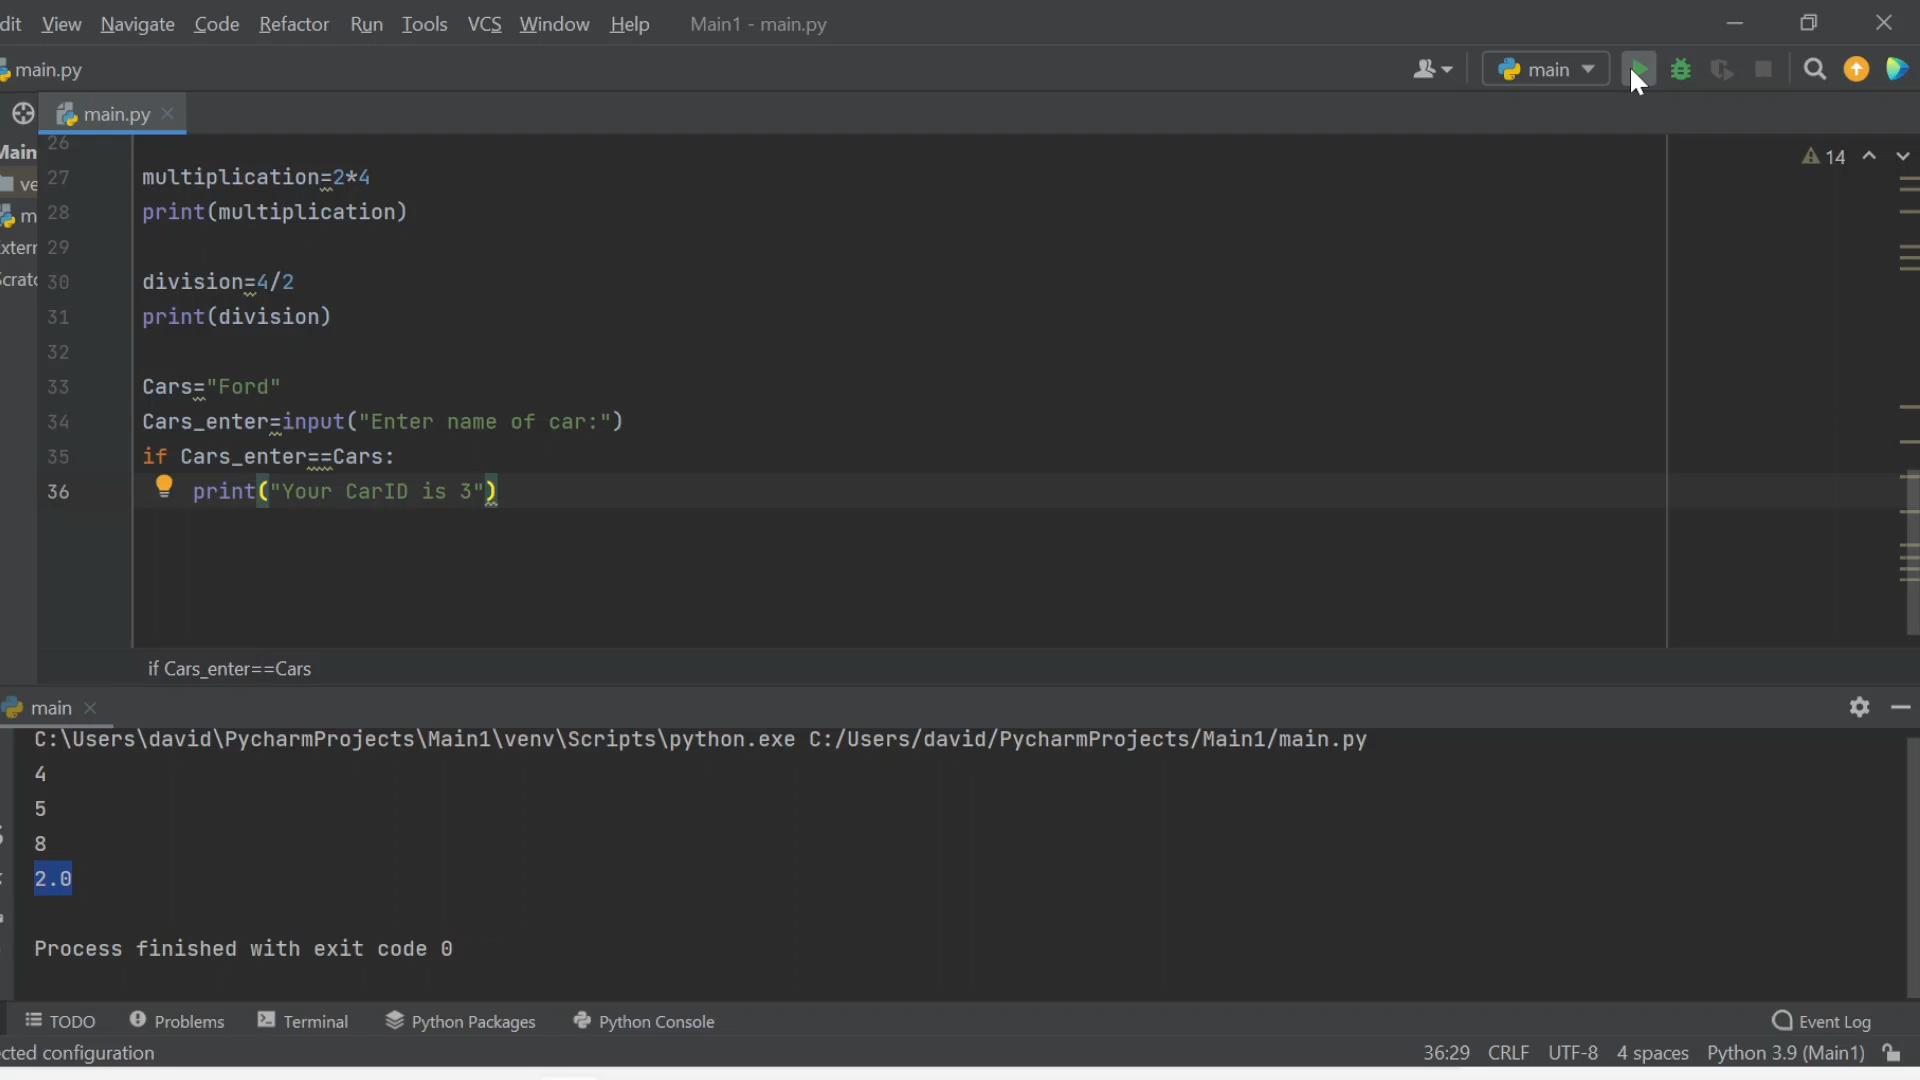 dit View Navigate Code Refactor Run Tools VCS Window Help Main1 - main.py
main.py main
main.py
Main
ve
m
Extern
Scratc
14
26
27 multiplication=2*4
28 print(multiplication)
29
30 division=4/2
31 print(division)
32
33 Cars="Ford"
34 Cars_enter=input("Enter name of car:")
35 if Cars_enter==Cars:
36 print("Your CarID is 3")
if Cars_enter==Cars
main
C:\Users\david\PycharmProjects\Main1\venv\Scripts\python.exe C:/Users/david/PycharmProjects/Main1/main.py
4
5
8
2.0
Process finished with exit code 0
TODO Problems Terminal Python Packages Python Console Event Log
cted configuration 36:29 CRLF UTF-8 4 spaces Python 3.9 (Main1)